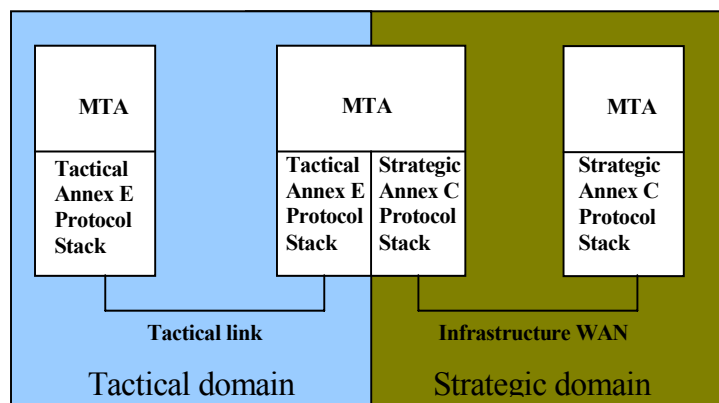 MTA
MTA
MTA
Tactical
Annex E
Protocol
Stack
Tactical
Annex E
Protocol
Stack
Strategic
Annex C
Protocol
Stack
Strategic
Annex C
Protocol
Stack
Tactical link
Infrastructure WAN
Tactical domain
Strategic domain